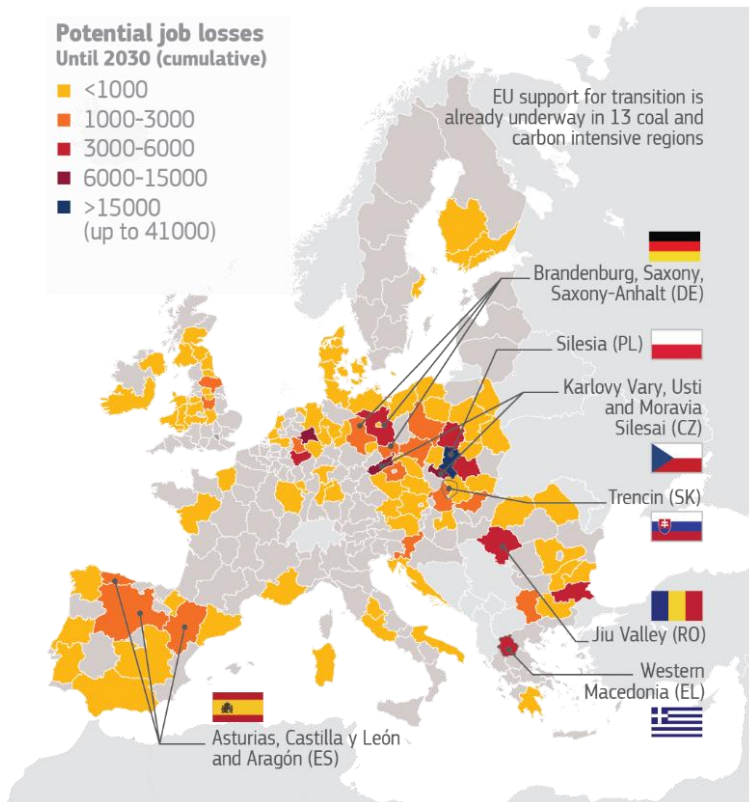 Potential job losses
Until 2030 (cumulative)
<1000
1000-3000
3000-6000
6000-15000
>15000
(up to 41000)
EU support for transition is
already underway in 13 coal and
carbon intensive regions
Brandenburg, Saxony,
Saxony-Anhalt (DE)
Silesia (PL)
Karlovy Vary, Usti
and Moravia
Silesai (CZ)
Trencin (SK)
Jiu Valley (RO)
Western
Macedonia (EL)
Asturias, Castilla y León
and Aragón (ES)